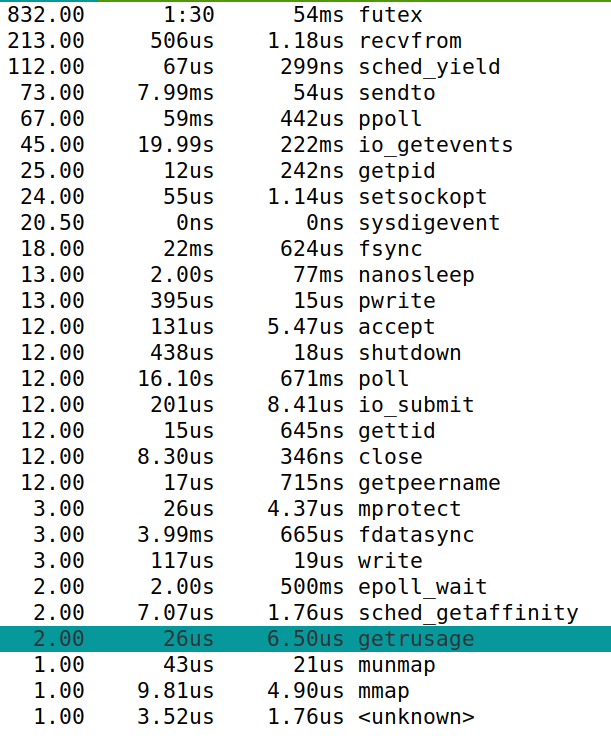 832.00 1:30 54ms futex
213.00 506us 1.18us recvfrom
112.00 67us 299ns sched_yield
73.00 7.99ms 54us sendto
67.00 59ms 442us ppoll
45.00 19.99s 222ms io_getevents
25.00 12us 242ns getpid
24.00 55us 1.14us setsockopt
20.50 0ns 0ns sysdigevent
18.00 22ms 624us fsync
13.00 2.00s 77ms nanosleep
13.00 395us 15us pwrite
12.00 131us 5.47us accept
12.00 438us 18us shutdown
12.00 16.10s 671ms poll
12.00 201us 8.41us io_submit
12.00 15us 645ns gettid
12.00 8.30us 346ns close
12.00 17us 715ns getpeername
3.00 26us 4.37us mprotect
3.00 3.99ms 665us fdatasync
3.00 117us 19us write
2.00 2.00s 500ms epoll_wait
2.00 7.07us 1.76us sched_getaffinity
2.00 26us 6.50us getrusage
1.00 43us 21us munmap
1.00 9.81us 4.90us mmap
1.00 3.52us 1.76us <unknown>